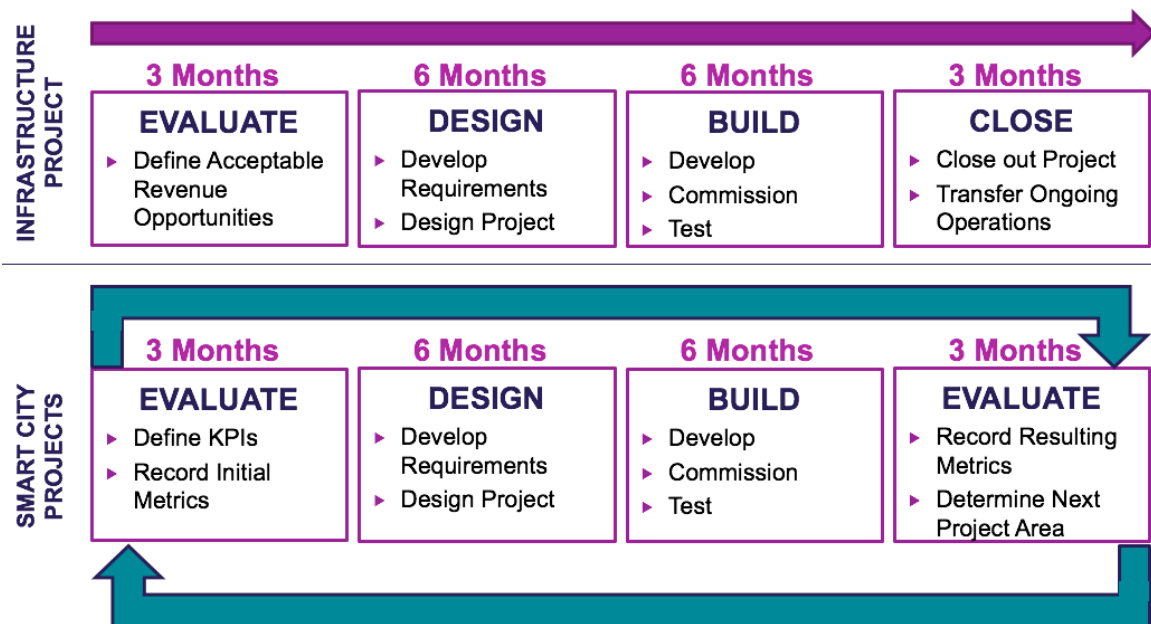 INFRASTRUCTURE
PROJECT
3 Months
EVALUATE
Define Acceptable
Revenue
Opportunities
6 Months
DESIGN
Develop
Requirements
Design Project
6 Months
BUILD
Develop
Commission
Test
3 Months
CLOSE
Close out Project
Transfer Ongoing
Operations
SMART CITY
PROJECTS
3 Months
EVALUATE
Define KPIs
Record Initial
Metrics
6 Months
DESIGN
Develop
Requirements
Design Project
6 Months
BUILD
Develop
Commission
Test
3 Months
EVALUATE
Record Resulting
Metrics
Determine Next
Project Area